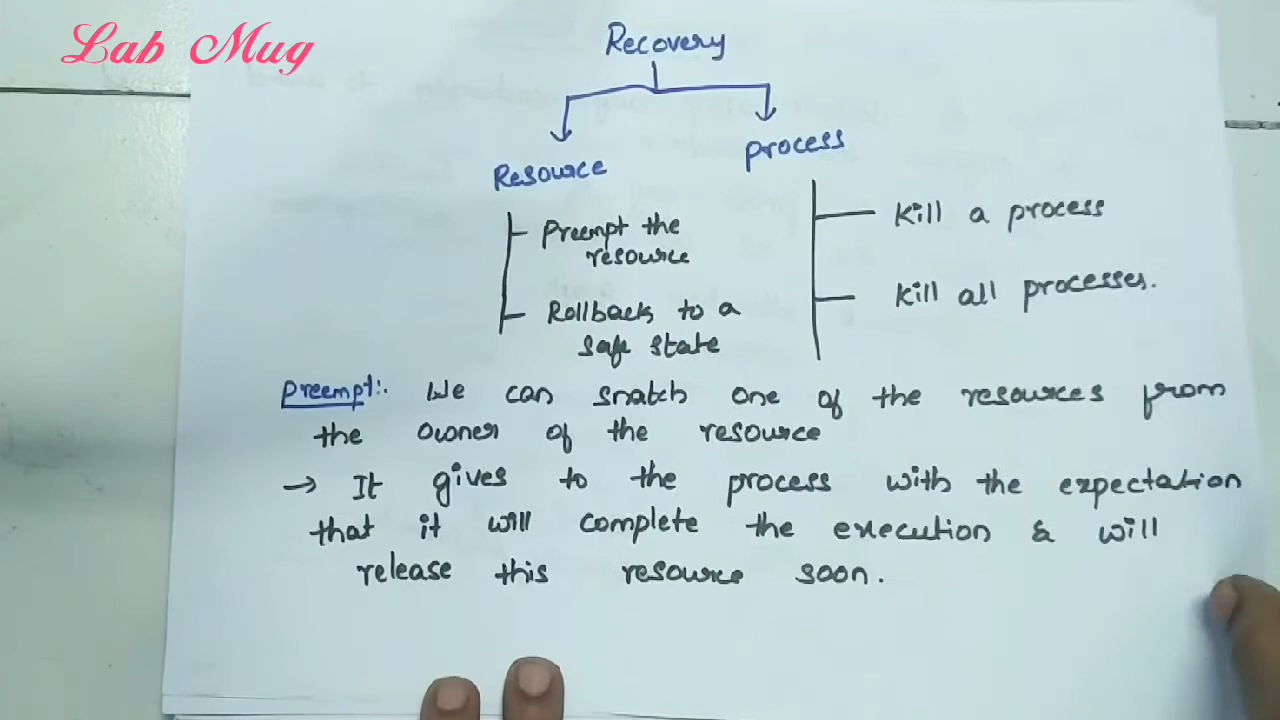 Lab Mug
Recovery
Resource
process
Preempt the
resource
Rollback to a
safe state
Kill a process
Kill all processes.
Preempt:- We can snatch one of the resources from
the owner of the resource
→ It gives to the process with the expectation
that it will complete the execution & will
release this resource soon.